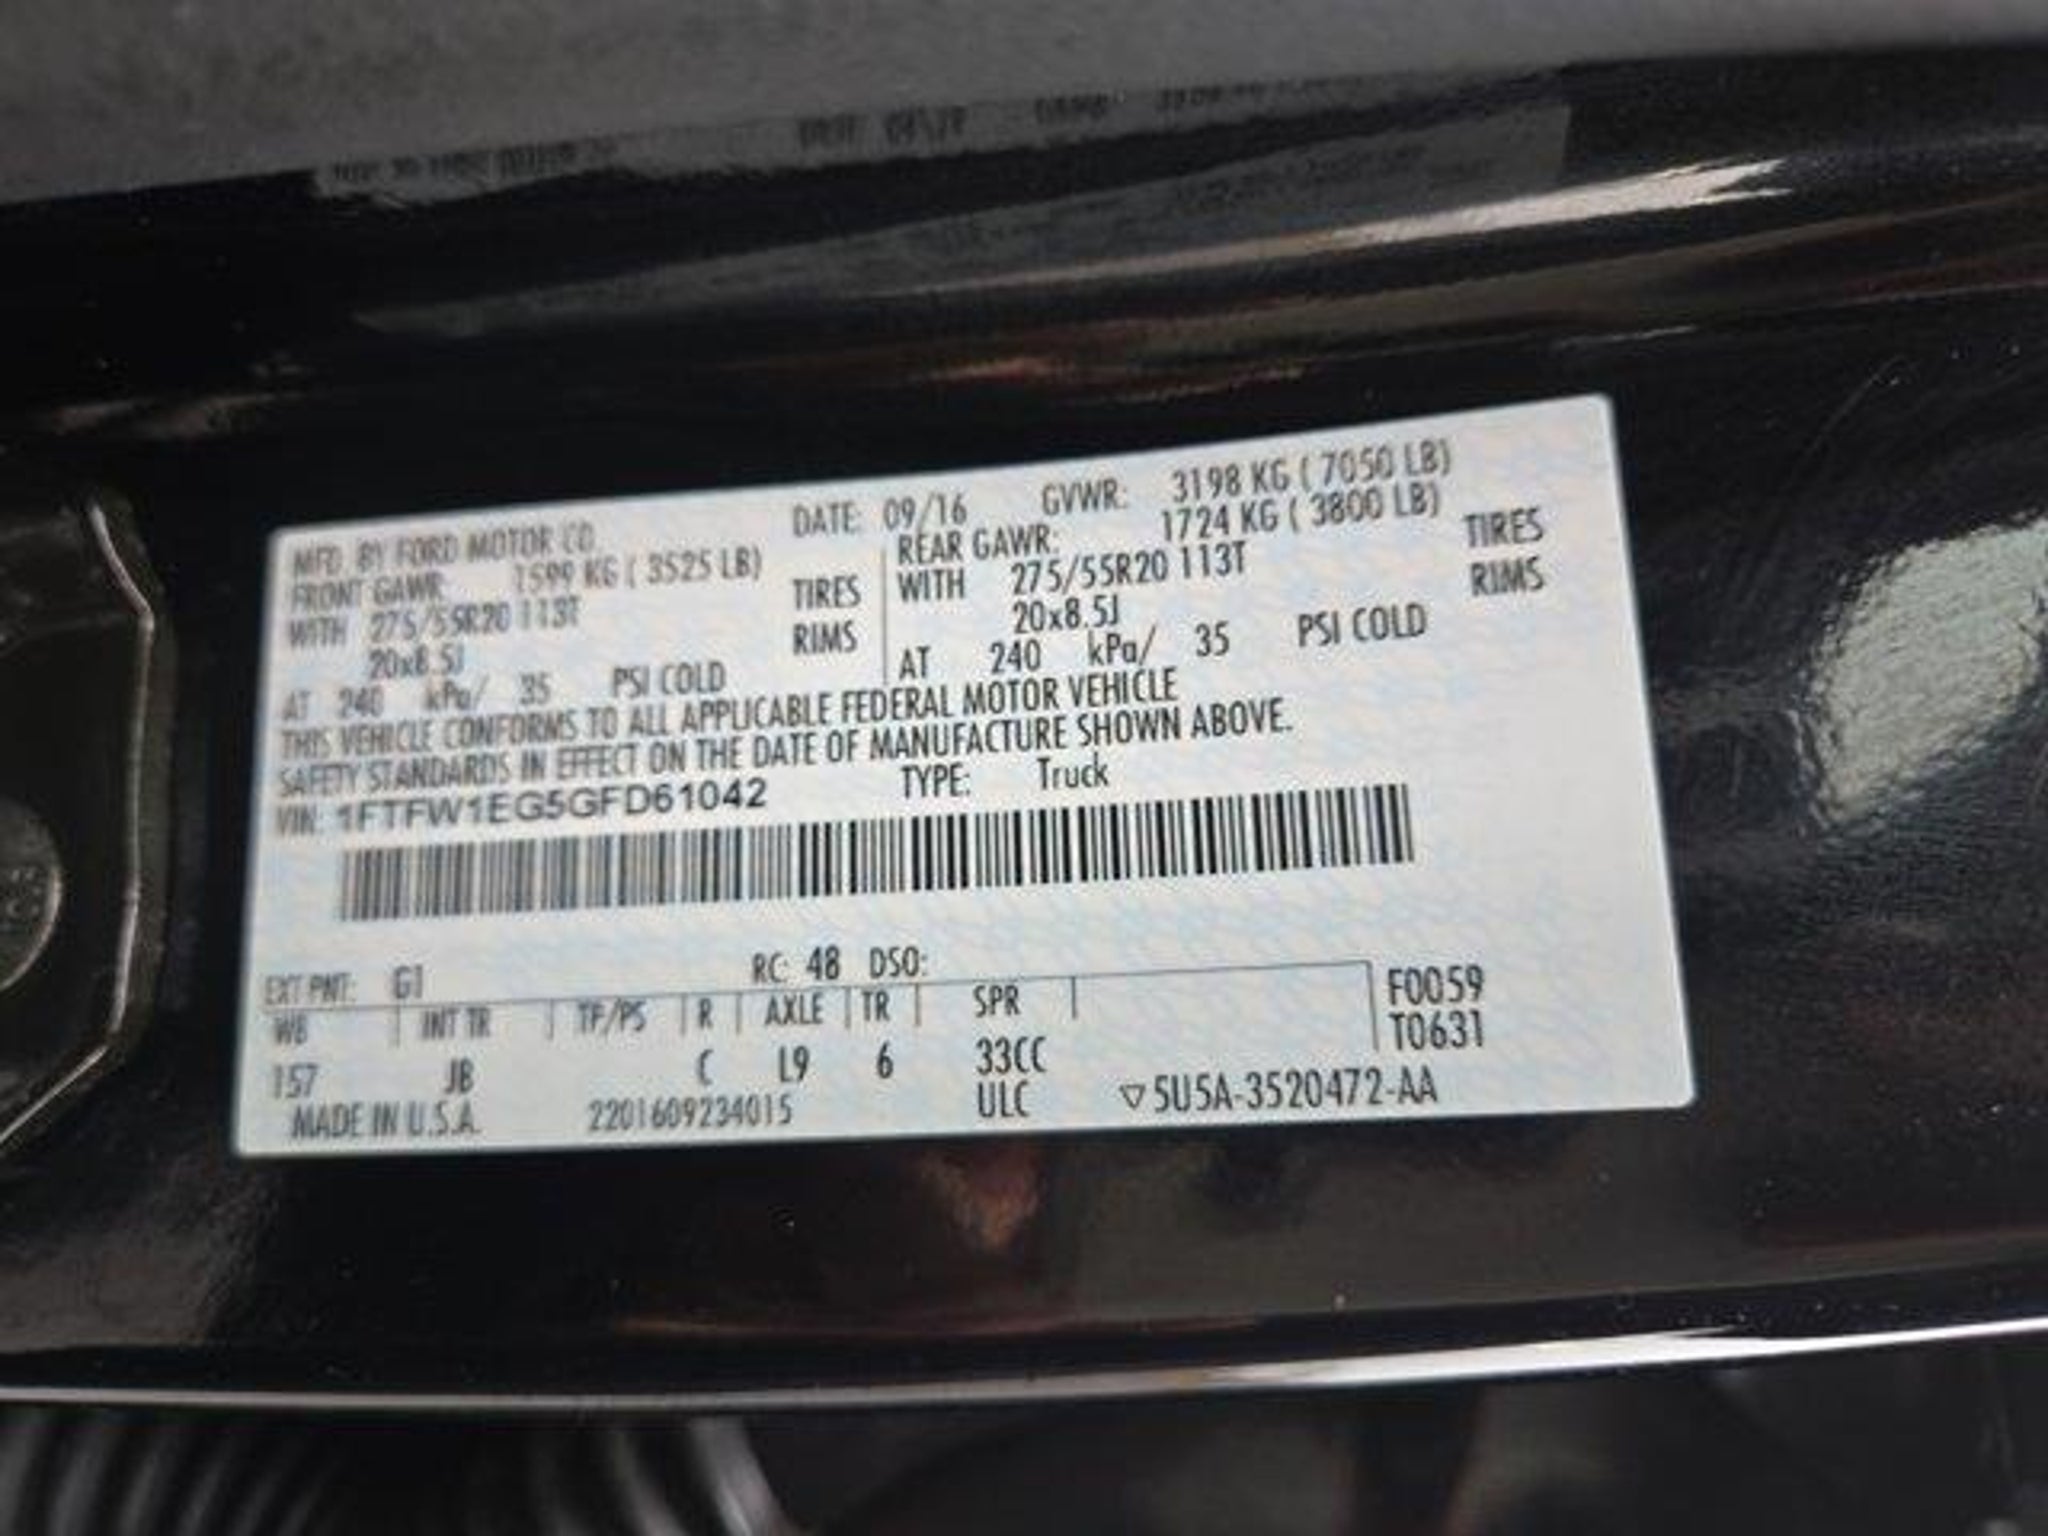 MFD. BY FORD MOTOR CO. DATE: 09/16 GVWR: 3198 KG ( 7050 LB)
FRONT GAWR: 1599 KG ( 3525 LB)
WITH 275/55R20 113T TIRES
20x8.5J RIMS
AT 240 kPa/ 35 PSI COLD
REAR GAWR: 1724 KG ( 3800 LB)
WITH 275/55R20 113T TIRES
20x8.5J RIMS
AT 240 kPa/ 35 PSI COLD
THIS VEHICLE CONFORMS TO ALL APPLICABLE FEDERAL MOTOR VEHICLE
SAFETY STANDARDS IN EFFECT ON THE DATE OF MANUFACTURE SHOWN ABOVE.
VIN: 1FTFW1EG5GFD61042 TYPE: Truck
EXT PNT: G1 RC: 48 DSO:
WB INT TR TP/PS R AXLE TR SPR F0059
T0631
157 JB C L9 6 33CC
MADE IN U.S.A. 2201609234015 ULC ▽5U5A-3520472-AA